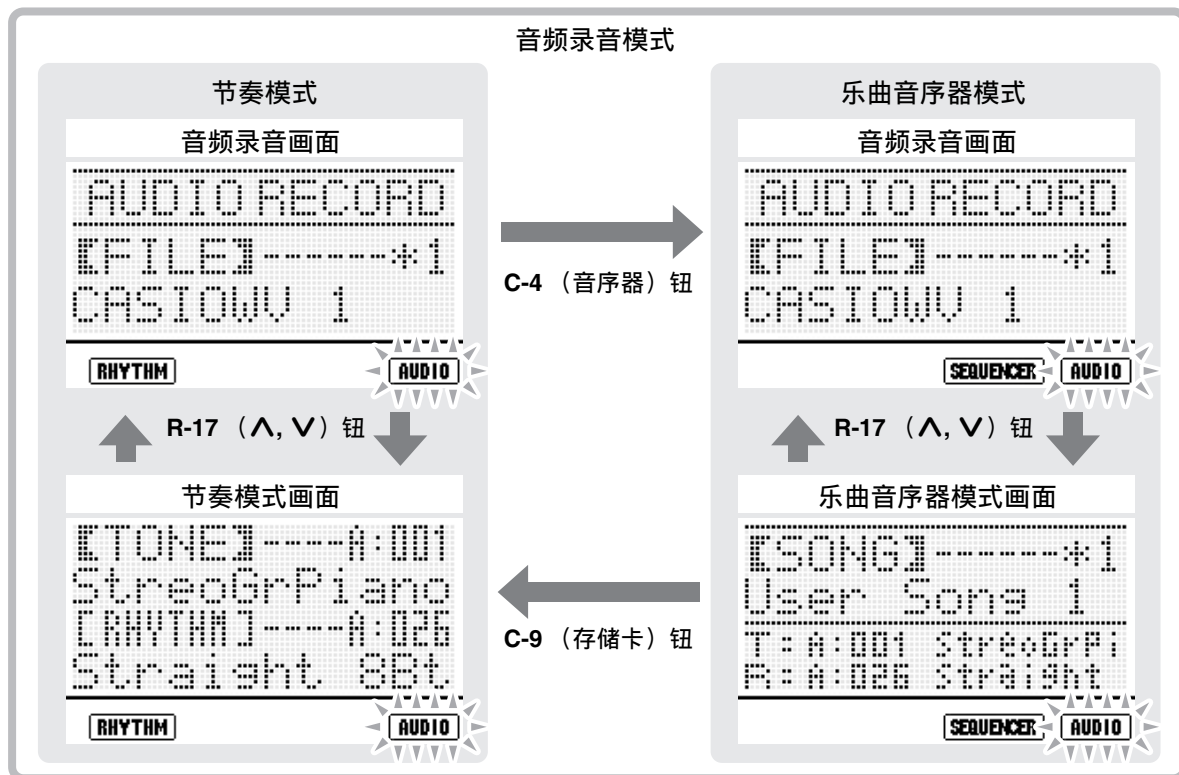 音频录音模式
节奏模式
音频录音画面
AUDIO RECORD
【FILE】------*1
CASIOWV 1
RHYTHM AUDIO
R-17 （∧, ∨）钮
节奏模式画面
【TONE】----A:001
StreoGrPiano
[RHYTHM]----A:026
Straight 8Bt
RHYTHM AUDIO
C-4 （音序器）钮
C-9 （存储卡）钮
乐曲音序器模式
音频录音画面
AUDIO RECORD
【FILE】------*1
CASIOWV 1
SEQUENCER AUDIO
R-17 （∧, ∨）钮
乐曲音序器模式画面
【SONG】------*1
User Song 1
T:A:001 StreoGrPi
R:A:026 Straight
SEQUENCER AUDIO